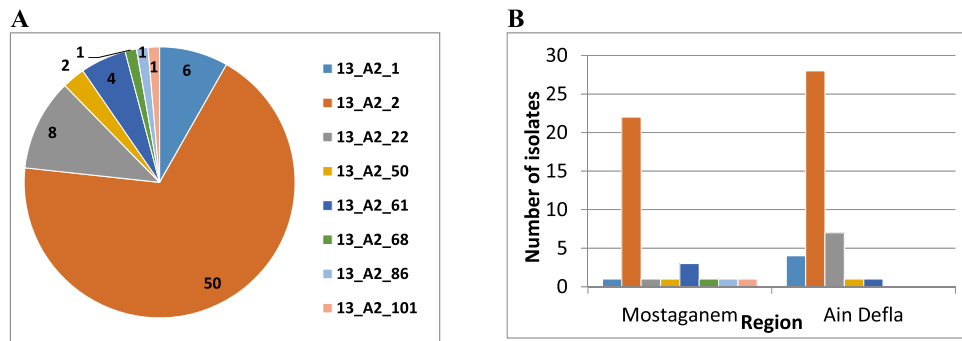 A
1
1
2
4
1
6
8
50
13_A2_1
13_A2_2
13_A2_22
13_A2_50
13_A2_61
13_A2_68
13_A2_86
13_A2_101
B
30
25
20
15
10
5
0
Number of isolates
Mostaganem
Ain Defla
Region